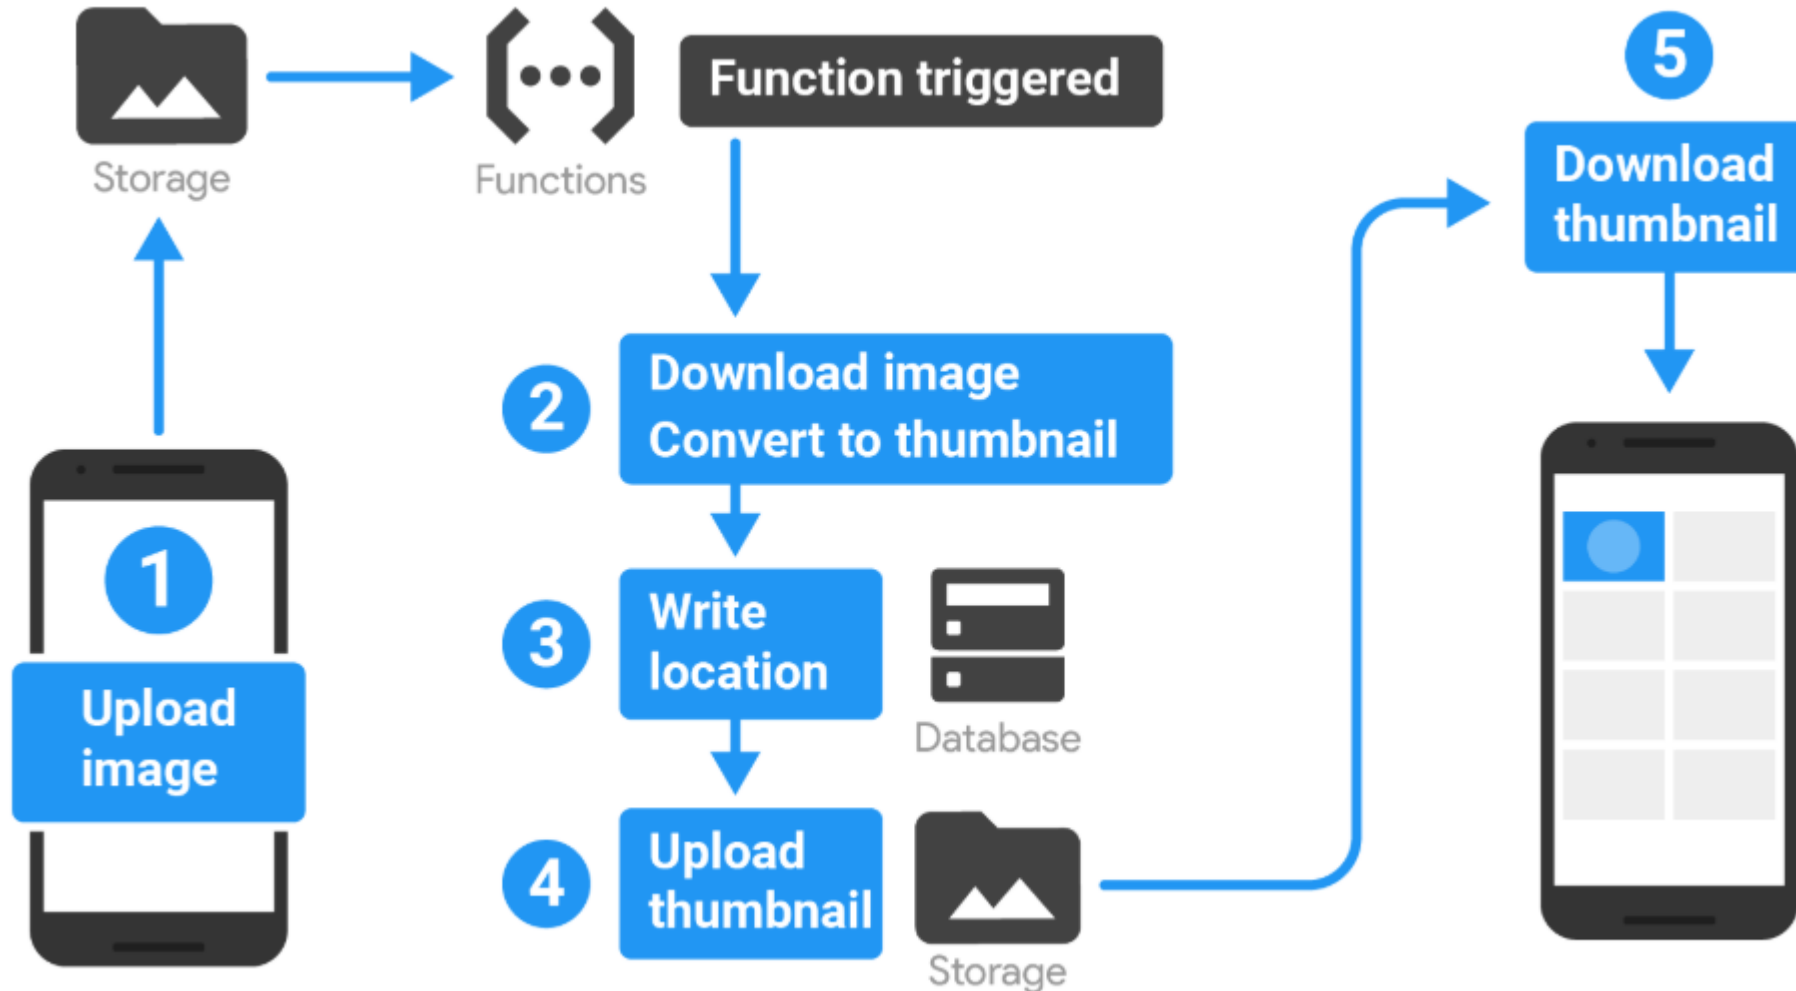 Storage
Functions
Function triggered
1
Upload
image
2
Download image
Convert to thumbnail
3
Write
location
Database
4
Upload
thumbnail
Storage
5
Download
thumbnail